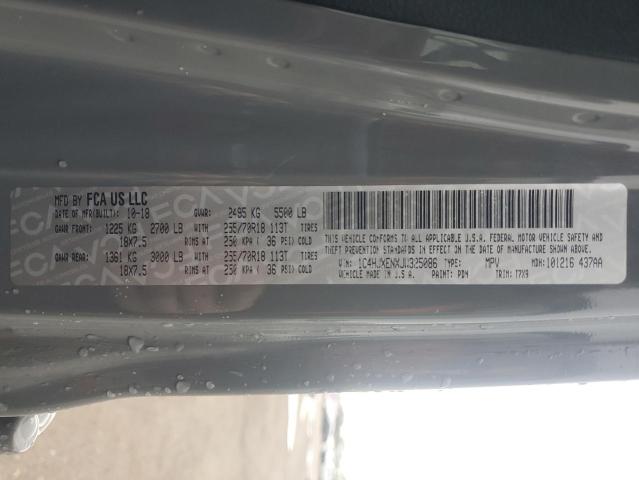 MFD BY FCA US LLC
DATE OF MFR(BUILT): 10-18 GVWR: 2495 KG 5500 LB
GAWR FRONT: 1225 KG 2700 LB WITH 235/70R18 113T TIRES
18X7.5 RIMS AT 250 KPA ( 36 PSI) COLD
GAWR REAR: 1361 KG 3000 LB WITH 235/70R18 113T TIRES
18X7.5 RIMS AT 250 KPA ( 36 PSI) COLD
THIS VEHICLE CONFORMS TO ALL APPLICABLE U.S.A. FEDERAL MOTOR VEHICLE SAFETY AND
THEFT PREVENTION STANDARDS IN EFFECT ON THE DATE OF MANUFACTURE SHOWN ABOVE.
MADE IN U.S.A.
VIN: 1C4HJXENXJW325086 TYPE: MPV MDH: 101216 437AA
PAINT: PDN TRIM: T7X9